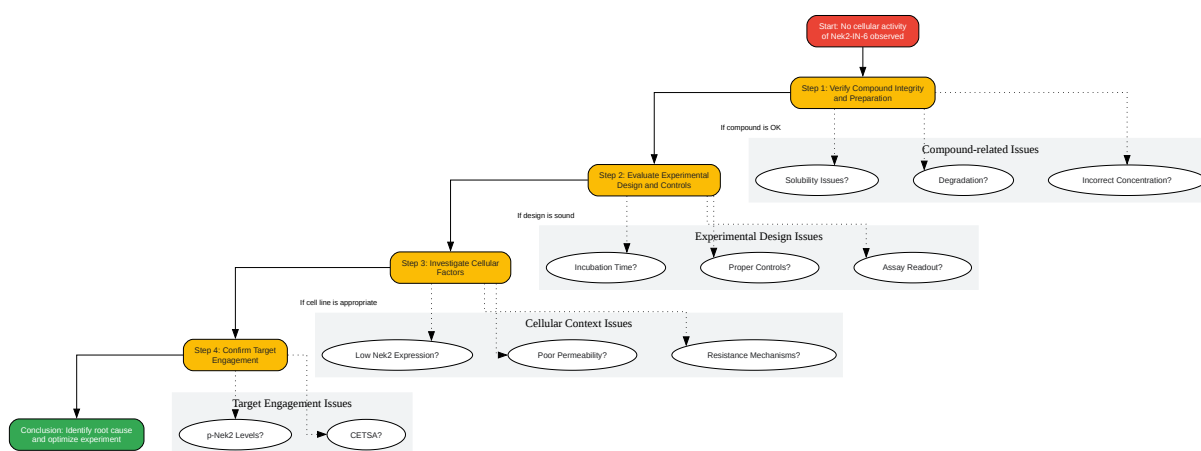 Start: No cellular activity
of Nek2-IN-6 observed
Step 1: Verify Compound Integrity
and Preparation
If compound is OK
Compound-related Issues
Solubility Issues?
Degradation?
Incorrect Concentration?
Step 2: Evaluate Experimental
Design and Controls
If design is sound
Experimental Design Issues
Incubation Time?
Proper Controls?
Assay Readout?
Step 3: Investigate Cellular
Factors
If cell line is appropriate
Cellular Context Issues
Low Nek2 Expression?
Poor Permeability?
Resistance Mechanisms?
Step 4: Confirm Target
Engagement
Target Engagement Issues
p-Nek2 Levels?
CETSA?
Conclusion: Identify root cause
and optimize experiment